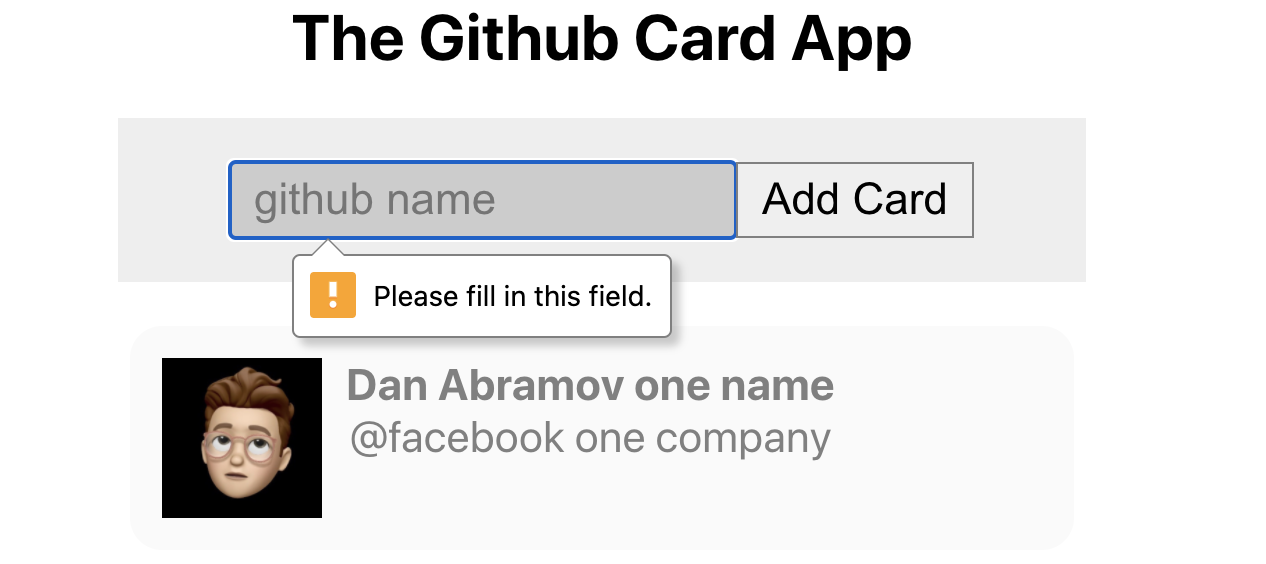 The Github Card App
github name
Add Card
Please fill in this field.
Dan Abramov one name
@facebook one company